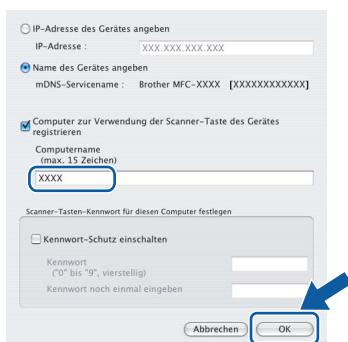 IP-Adresse des Gerätes angeben
IP-Adresse : XXX.XXX.XXX.XXX
Name des Gerätes angeben
mDNS-Servicename : Brother MFC-XXXX [XXXXXXXXXXXX]
Computer zur Verwendung der Scanner-Taste des Gerätes
registrieren
Computername
(max. 15 Zeichen)
XXXX
Scanner-Tasten-Kennwort für diesen Computer festlegen
Kennwort-Schutz einschalten
Kennwort
("0" bis "9", vierstellig)
Kennwort noch einmal eingeben
Abbrechen OK